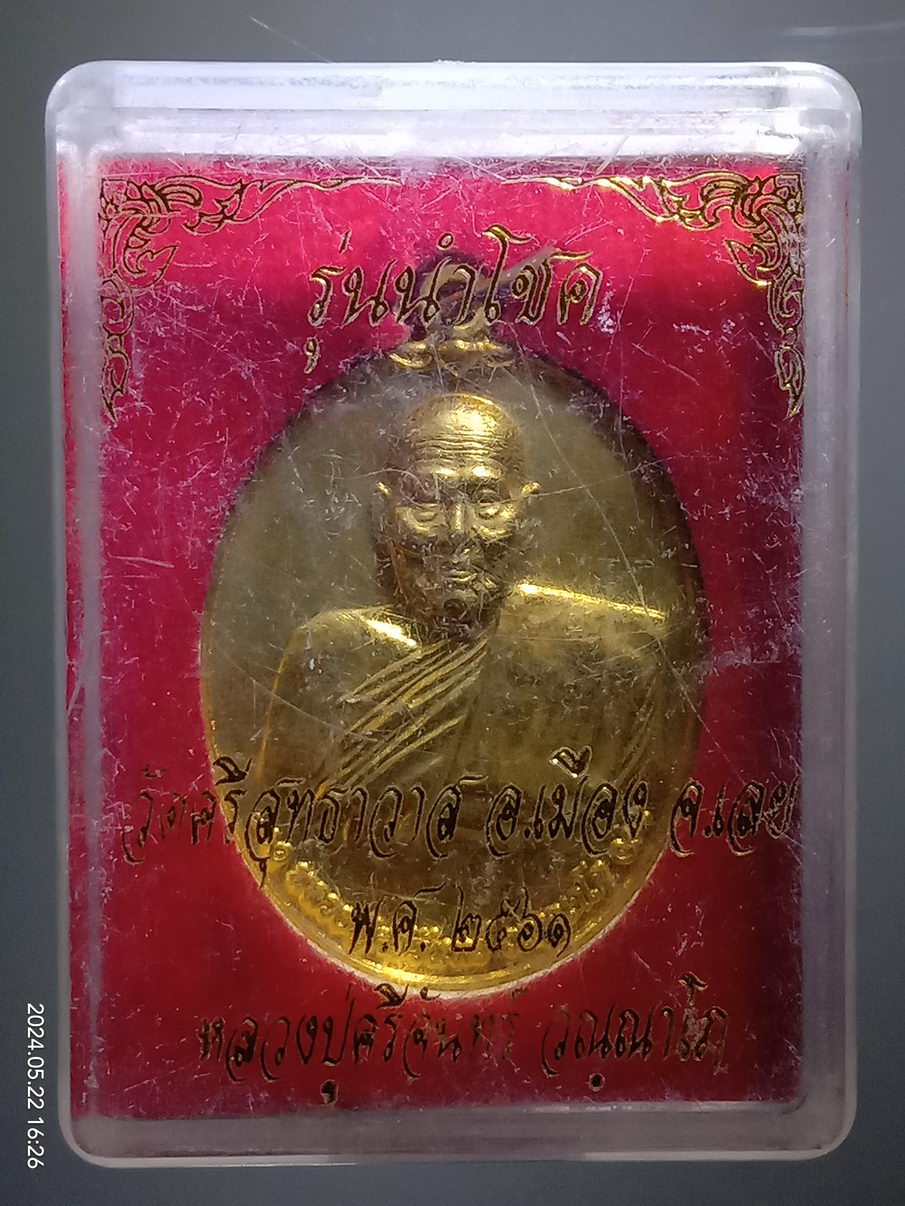 รุ่นนำโชค
วัดศรีสุทธาวาส อ.เมือง จ.เลย
พ.ศ. ๒๕๖๑
หลวงปู่ศรีจันทร์ วณฺณาโภ
2024.05.22 16:26